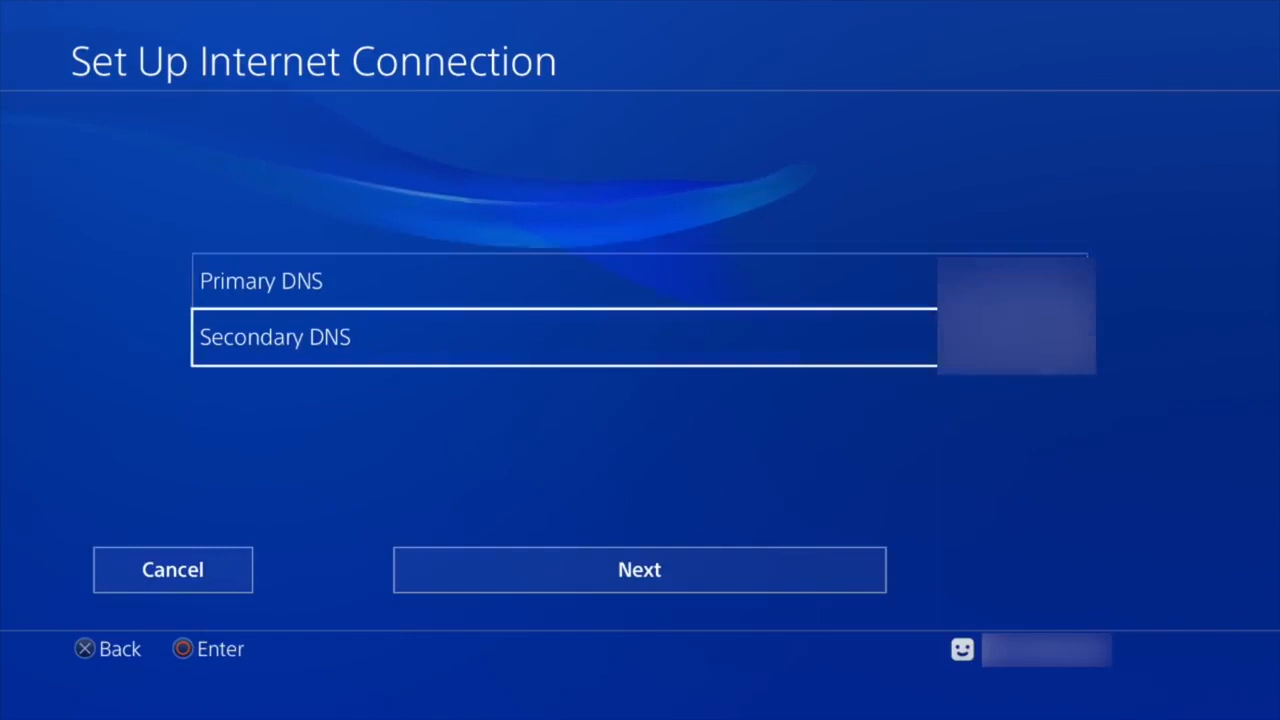 Set Up Internet Connection
Primary DNS
Secondary DNS
Cancel
Next
Back
Enter